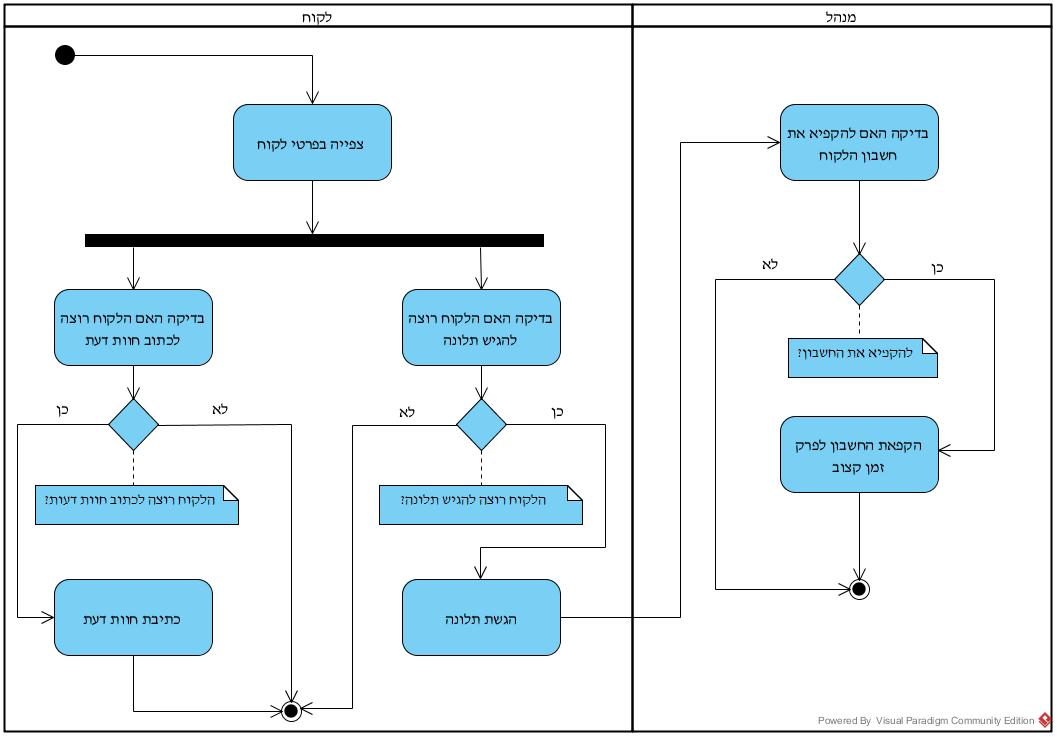 לקוח
מנהל
צפייה בפרטי לקוח
בדיקה האם הלקוח רוצה
לכתוב חוות דעת
כן
לא
הלקוח רוצה לכתוב חוות דעות?
כתיבת חוות דעת
בדיקה האם הלקוח רוצה
להגיש תלונה
לא
כן
הלקוח רוצה להגיש תלונה?
הגשת תלונה
בדיקה האם להקפיא את
חשבון הלקוח
לא
כן
להקפיא את החשבון?
הקפאת החשבון לפרק
זמן קצוב
Powered By Visual Paradigm Community Edition